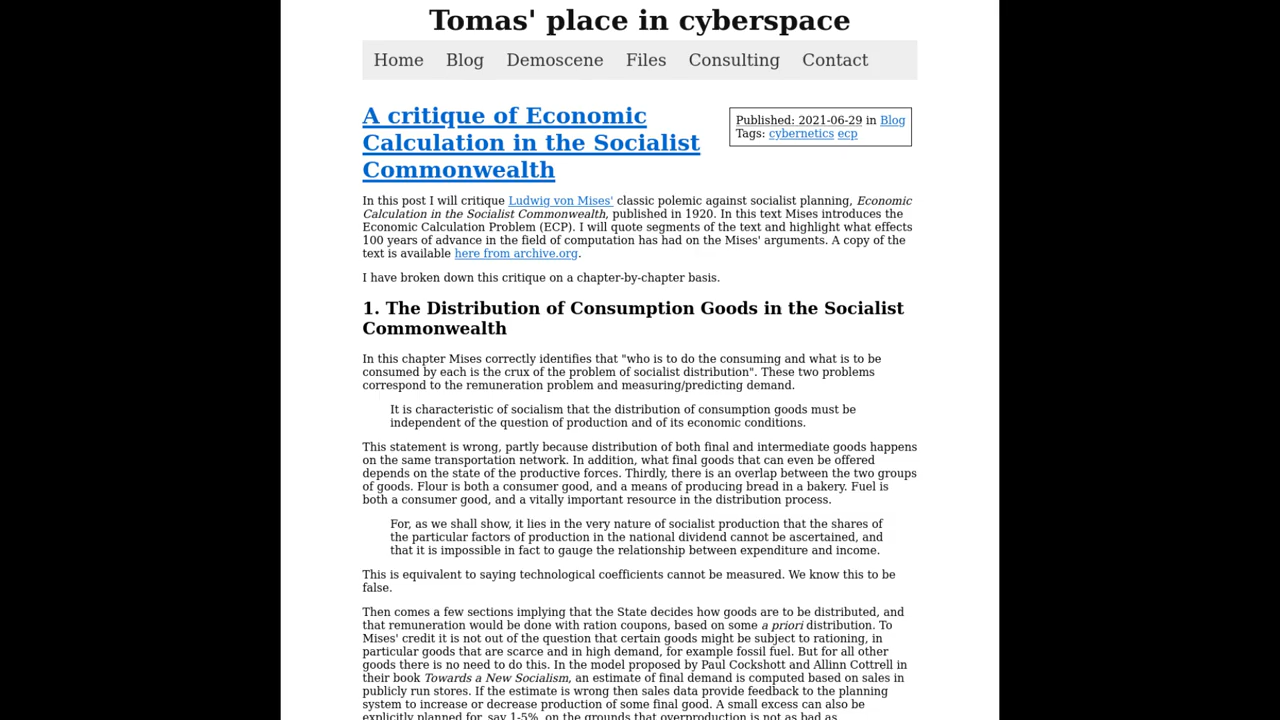 Tomas' place in cyberspace
Home Blog Demoscene Files Consulting Contact
A critique of Economic
Calculation in the Socialist
Commonwealth
Published: 2021-06-29 in Blog
Tags: cybernetics ecp
In this post I will critique Ludwig von Mises' classic polemic against socialist planning, Economic
Calculation in the Socialist Commonwealth, published in 1920. In this text Mises introduces the
Economic Calculation Problem (ECP). I will quote segments of the text and highlight what effects
100 years of advance in the field of computation has had on the Mises' arguments. A copy of the
text is available here from archive.org.
I have broken down this critique on a chapter-by-chapter basis.
1. The Distribution of Consumption Goods in the Socialist
Commonwealth
In this chapter Mises correctly identifies that "who is to do the consuming and what is to be
consumed by each is the crux of the problem of socialist distribution". These two problems
correspond to the remuneration problem and measuring/predicting demand.
It is characteristic of socialism that the distribution of consumption goods must be
independent of the question of production and of its economic conditions.
This statement is wrong, partly because distribution of both final and intermediate goods happens
on the same transportation network. In addition, what final goods that can even be offered
depends on the state of the productive forces. Thirdly, there is an overlap between the two groups
of goods. Flour is both a consumer good, and a means of producing bread in a bakery. Fuel is
both a consumer good, and a vitally important resource in the distribution process.
For, as we shall show, it lies in the very nature of socialist production that the shares of
the particular factors of production in the national dividend cannot be ascertained, and
that it is impossible in fact to gauge the relationship between expenditure and income.
This is equivalent to saying technological coefficients cannot be measured. We know this to be
false.
Then comes a few sections implying that the State decides how goods are to be distributed, and
that remuneration would be done with ration coupons, based on some a priori distribution. To
Mises' credit it is not out of the question that certain goods might be subject to rationing, in
particular goods that are scarce and in high demand, for example fossil fuel. But for all other
goods there is no need to do this. In the model proposed by Paul Cockshott and Allinn Cottrell in
their book Towards a New Socialism, an estimate of final demand is computed based on sales in
publicly run stores. If the estimate is wrong then sales data provide feedback to the planning
system to increase or decrease production of some final good. A small excess can also be
explicitly planned for, say 1-5%, on the grounds that overproduction is not as bad as